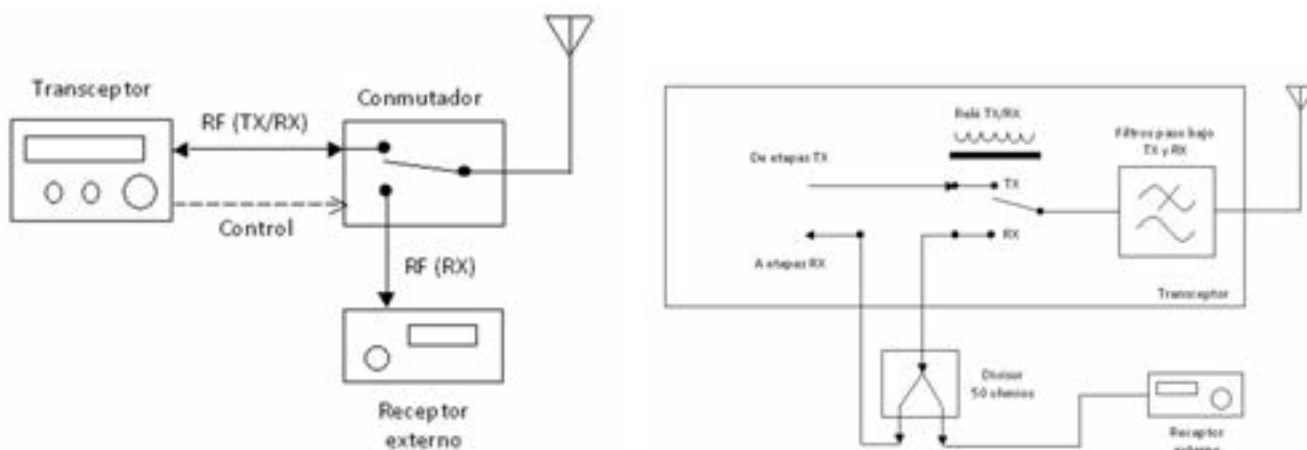 Transceptor
Conmutador
RF (TX/RX)
Control
RF (RX)
Receptor
externo
Relé TX/RX
Filtros paso bajo
TX y RX
De etapas TX
TX
RX
A etapas RX
Transceptor
Divisor
50 ohmios
Receptor
externo